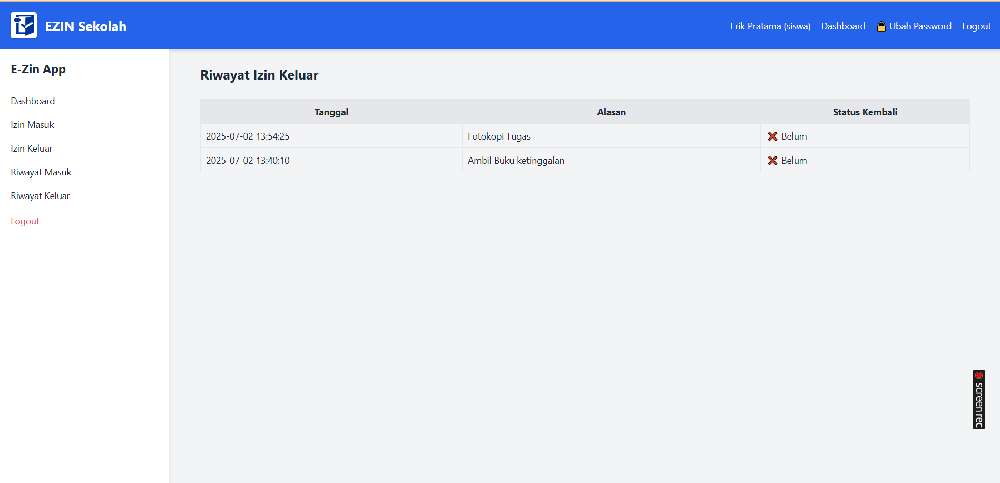 EZIN Sekolah
Erik Pratama (siswa) Dashboard Ubah Password Logout
E-Zin App
Dashboard
Izin Masuk
Izin Keluar
Riwayat Masuk
Riwayat Keluar
Logout
Riwayat Izin Keluar
Tanggal Alasan Status Kembali
2025-07-02 13:54:25 Fotokopi Tugas Belum
2025-07-02 13:40:10 Ambil Buku ketinggalan Belum
screenrec